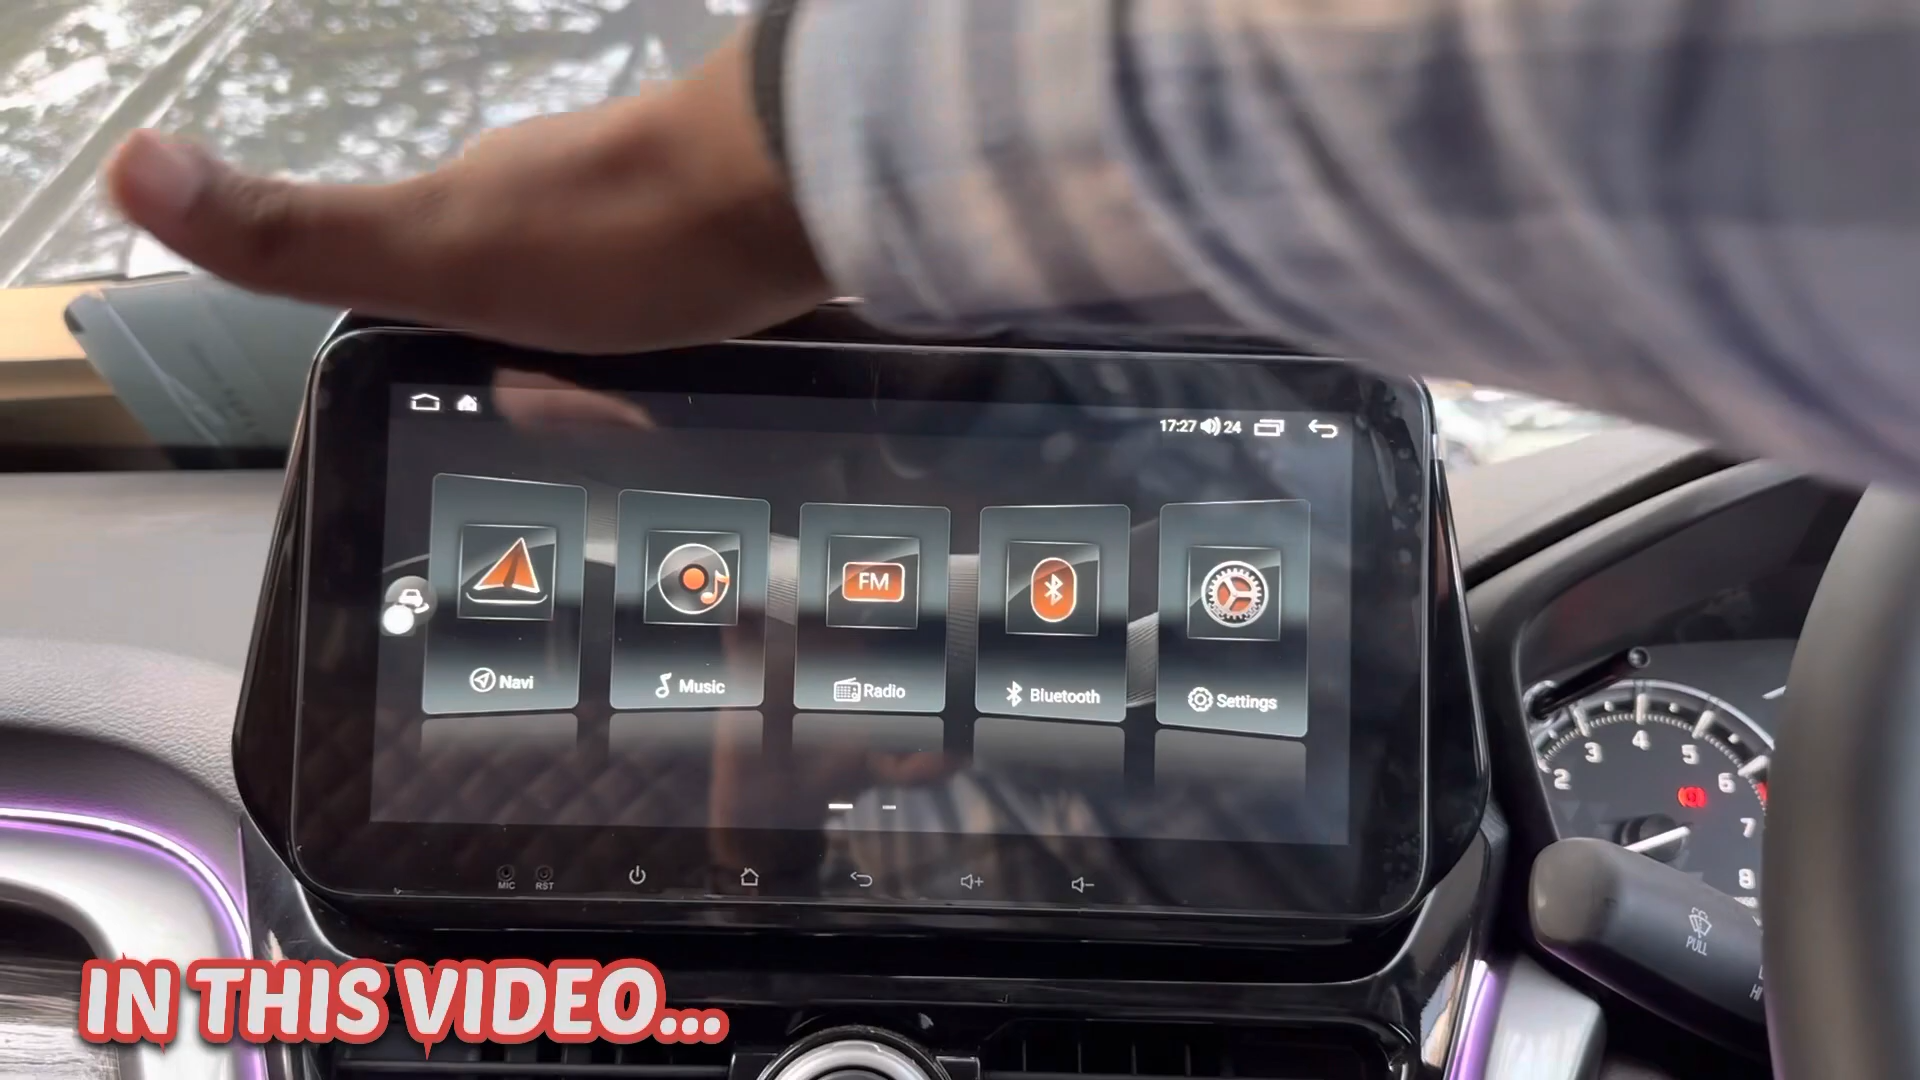 17:27 24
FM
Navi
Music
Radio
Bluetooth
Settings
MIC
RST
2
3
4
5
6
7
8
PULL
HI
IN THIS VIDEO...